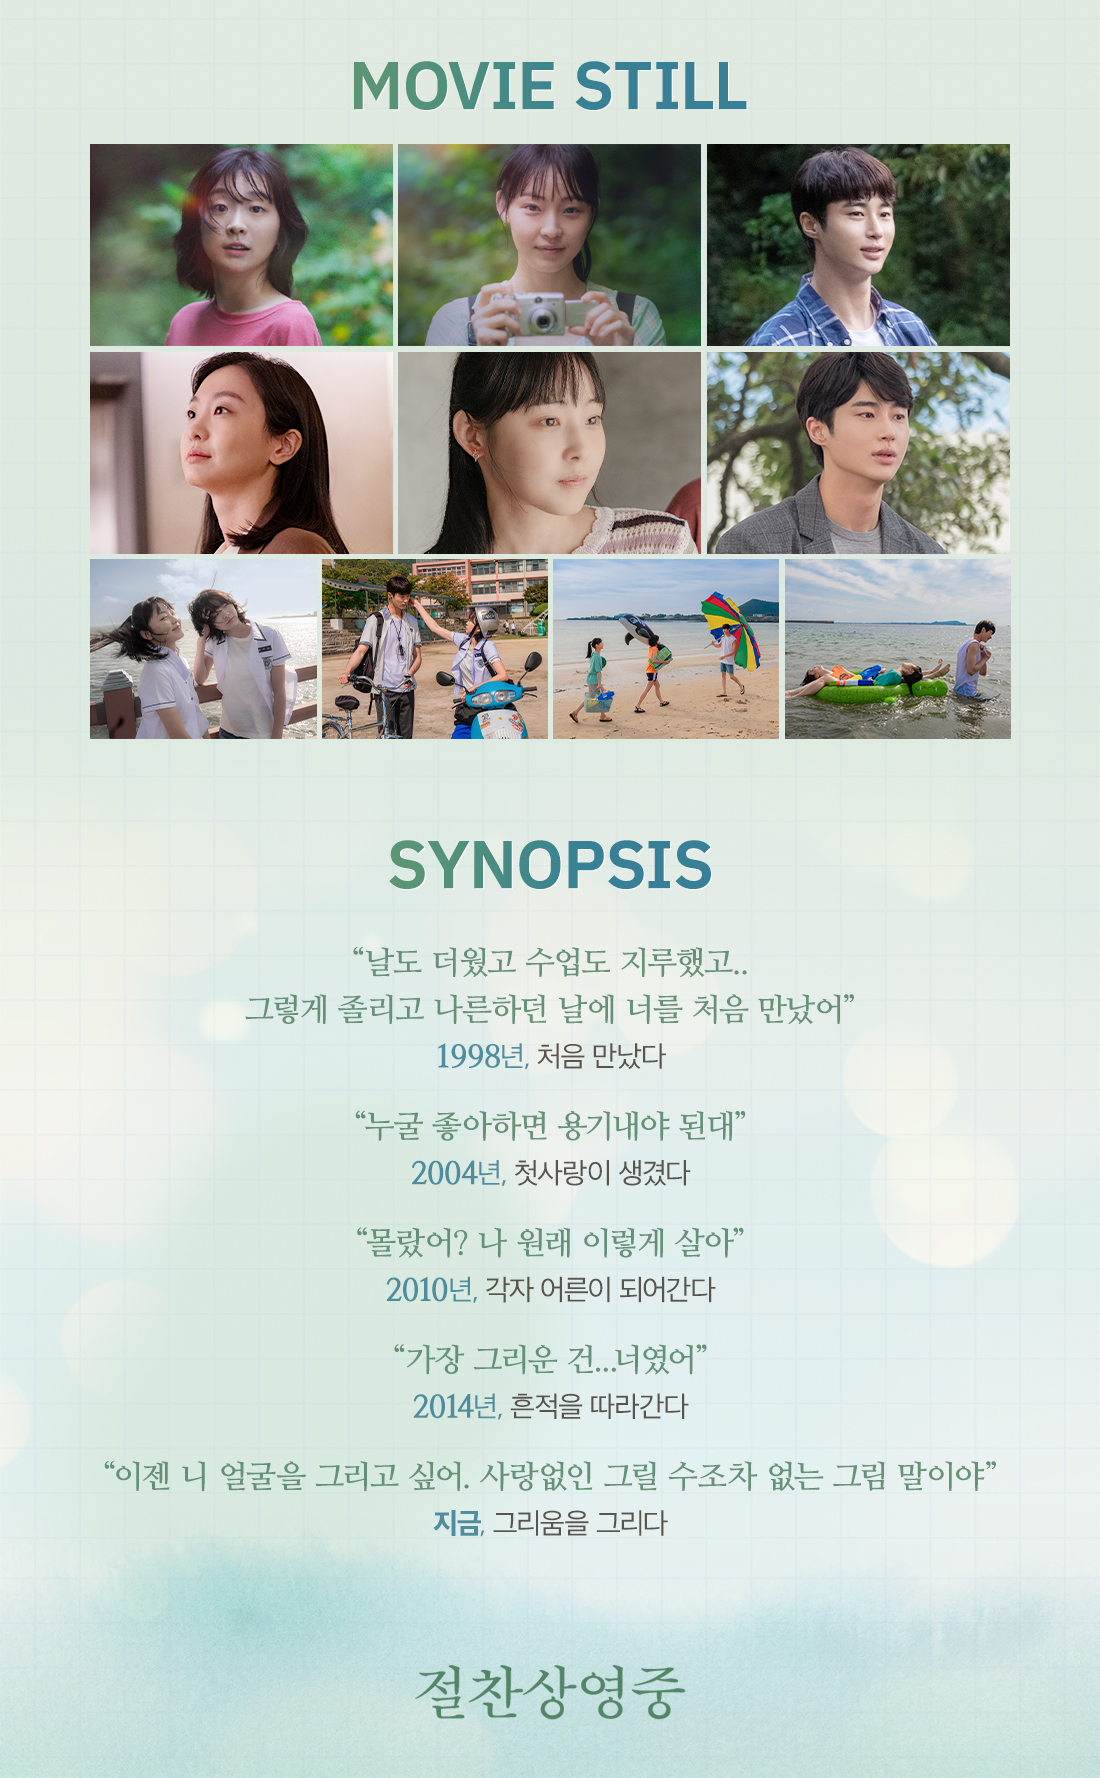 MOVIE STILL
SYNOPSIS
“날도 더웠고 수업도 지루했고..
그렇게 졸리고 나른하던 날에 너를 처음 만났어”
1998년, 처음 만났다
“누굴 좋아하면 용기내야 된대”
2004년, 첫사랑이 생겼다
“몰랐어? 나 원래 이렇게 살아”
2010년, 각자 어른이 되어간다
“가장 그리운 건...너였어”
2014년, 흔적을 따라간다
“이젠 니 얼굴을 그리고 싶어. 사랑없인 그릴 수조차 없는 그림 말이야”
지금, 그리움을 그리다
절찬상영중